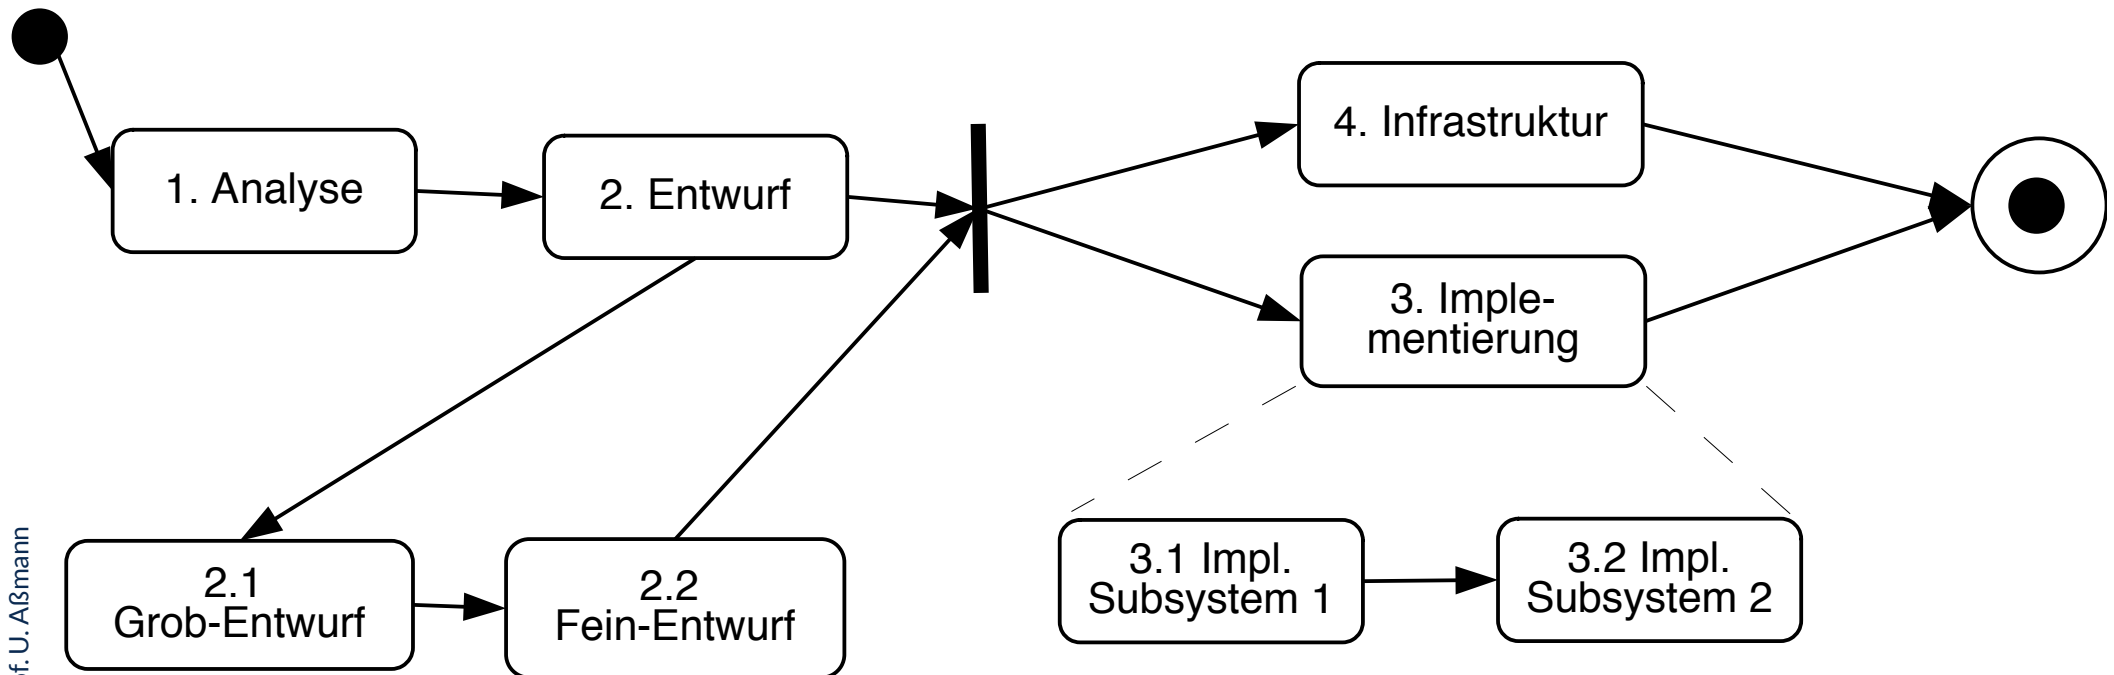 1. Analyse
2. Entwurf
4. Infrastruktur
3. Imple-
mentierung
2.1
Grob-Entwurf
2.2
Fein-Entwurf
3.1 Impl.
Subsystem 1
3.2 Impl.
Subsystem 2
f. U. Aßmann